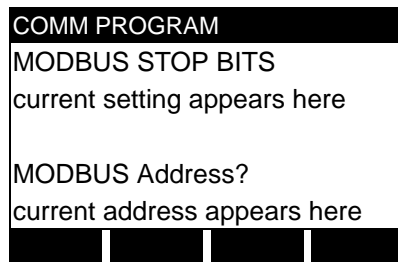 COMM PROGRAM
MODBUS STOP BITS
current setting appears here
MODBUS Address?
current address appears here